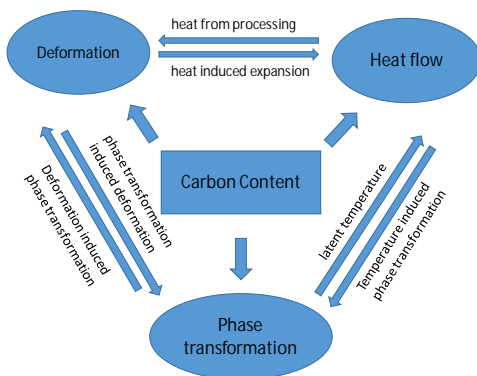 heat from processing
Deformation
Heat flow
heat induced expansion
phase transformation
induced deformation
Deformation induced
phase transformation
Carbon Content
latent temperature
Temperature induced
phase transformation
Phase
transformation